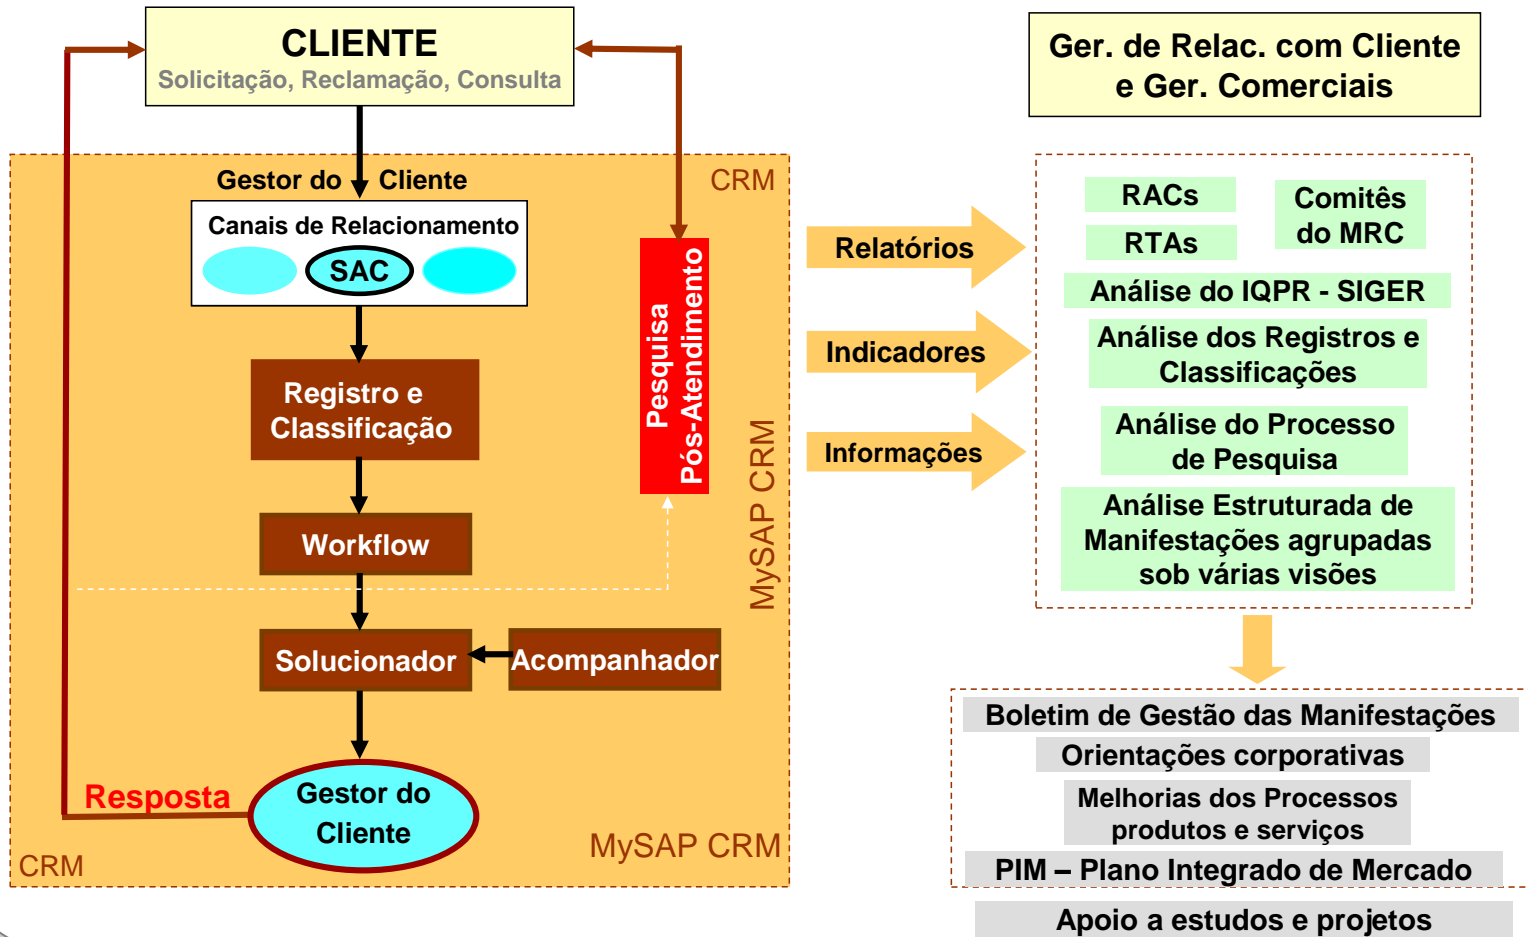 CLIENTE
Solicitação, Reclamação, Consulta
Ger. de Relac. com Cliente
e Ger. Comerciais
CRM
Gestor do Cliente
Canais de Relacionamento
SAC
Registro e
Classificação
Workflow
Solucionador
Acompanhador
Gestor do
Cliente
Resposta
CRM
MySAP CRM
MySAP CRM
Pesquisa
Pós-Atendimento
Relatórios
Indicadores
Informações
RACs
RTAs
Comitês
do MRC
Análise do IQPR - SIGER
Análise dos Registros e
Classificações
Análise do Processo
de Pesquisa
Análise Estruturada de
Manifestações agrupadas
sob várias visões
Boletim de Gestão das Manifestações
Orientações corporativas
Melhorias dos Processos
produtos e serviços
PIM – Plano Integrado de Mercado
Apoio a estudos e projetos